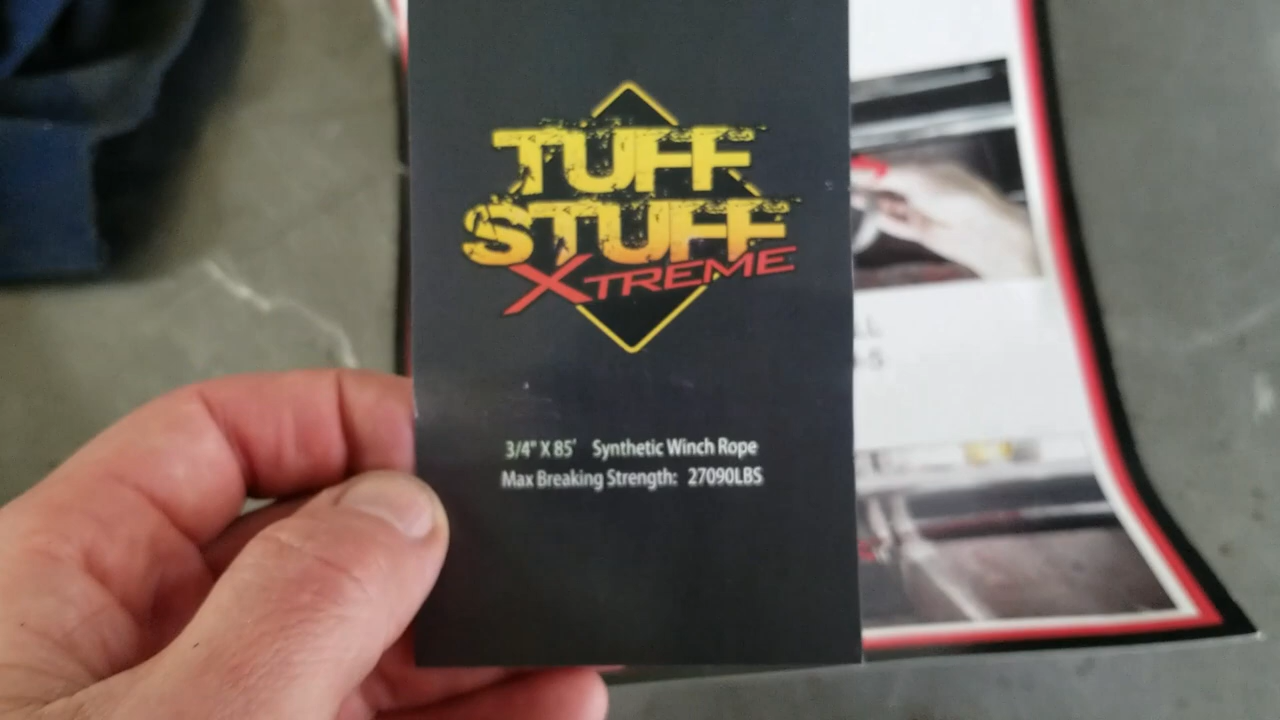 TUFF
STUFF
XTREME
3/4" X 85' Synthetic Winch Rope
Max Breaking Strength: 27090LBS